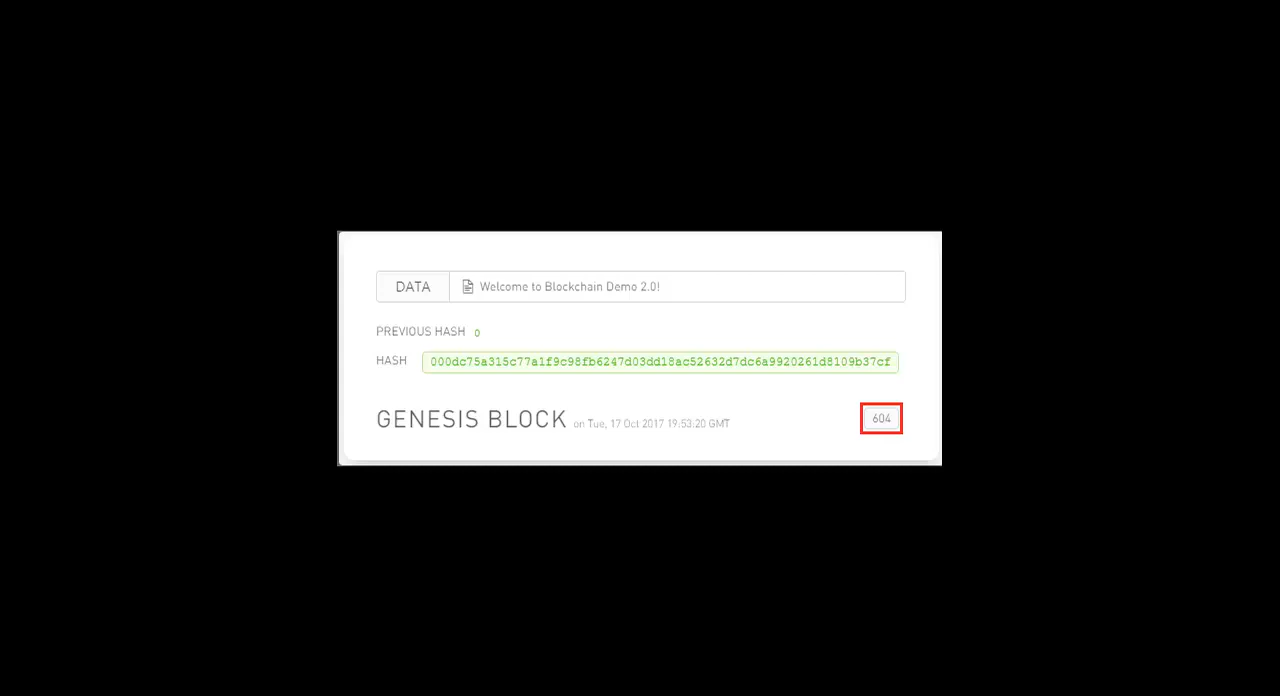 DATA Welcome to Blockchain Demo 2.0!
PREVIOUS HASH 0
HASH 000dc75a315c77a1f9c98fb6247d03dd18ac52632d7dc6a9920261d8109b37cf
GENESIS BLOCK on Tue, 17 Oct 2017 19:53:20 GMT 604